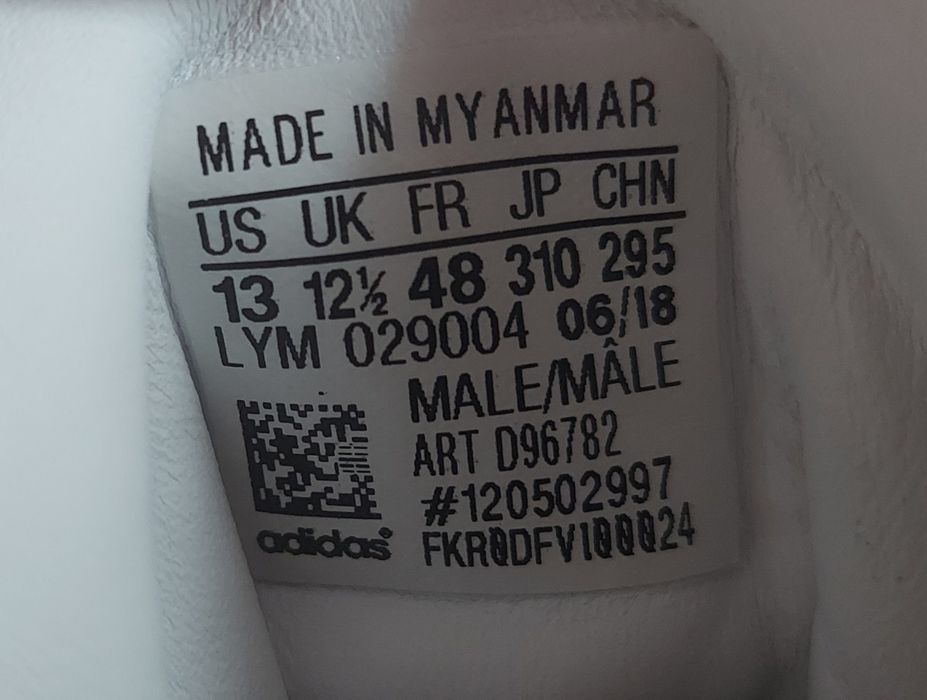 MADE IN MYANMAR
US UK FR JP CHN
13 12½ 48 310 295
LYM 029004 06/18
MALE/MÂLE
ART D96782
#120502997
FKR0DFV100024
adidas®